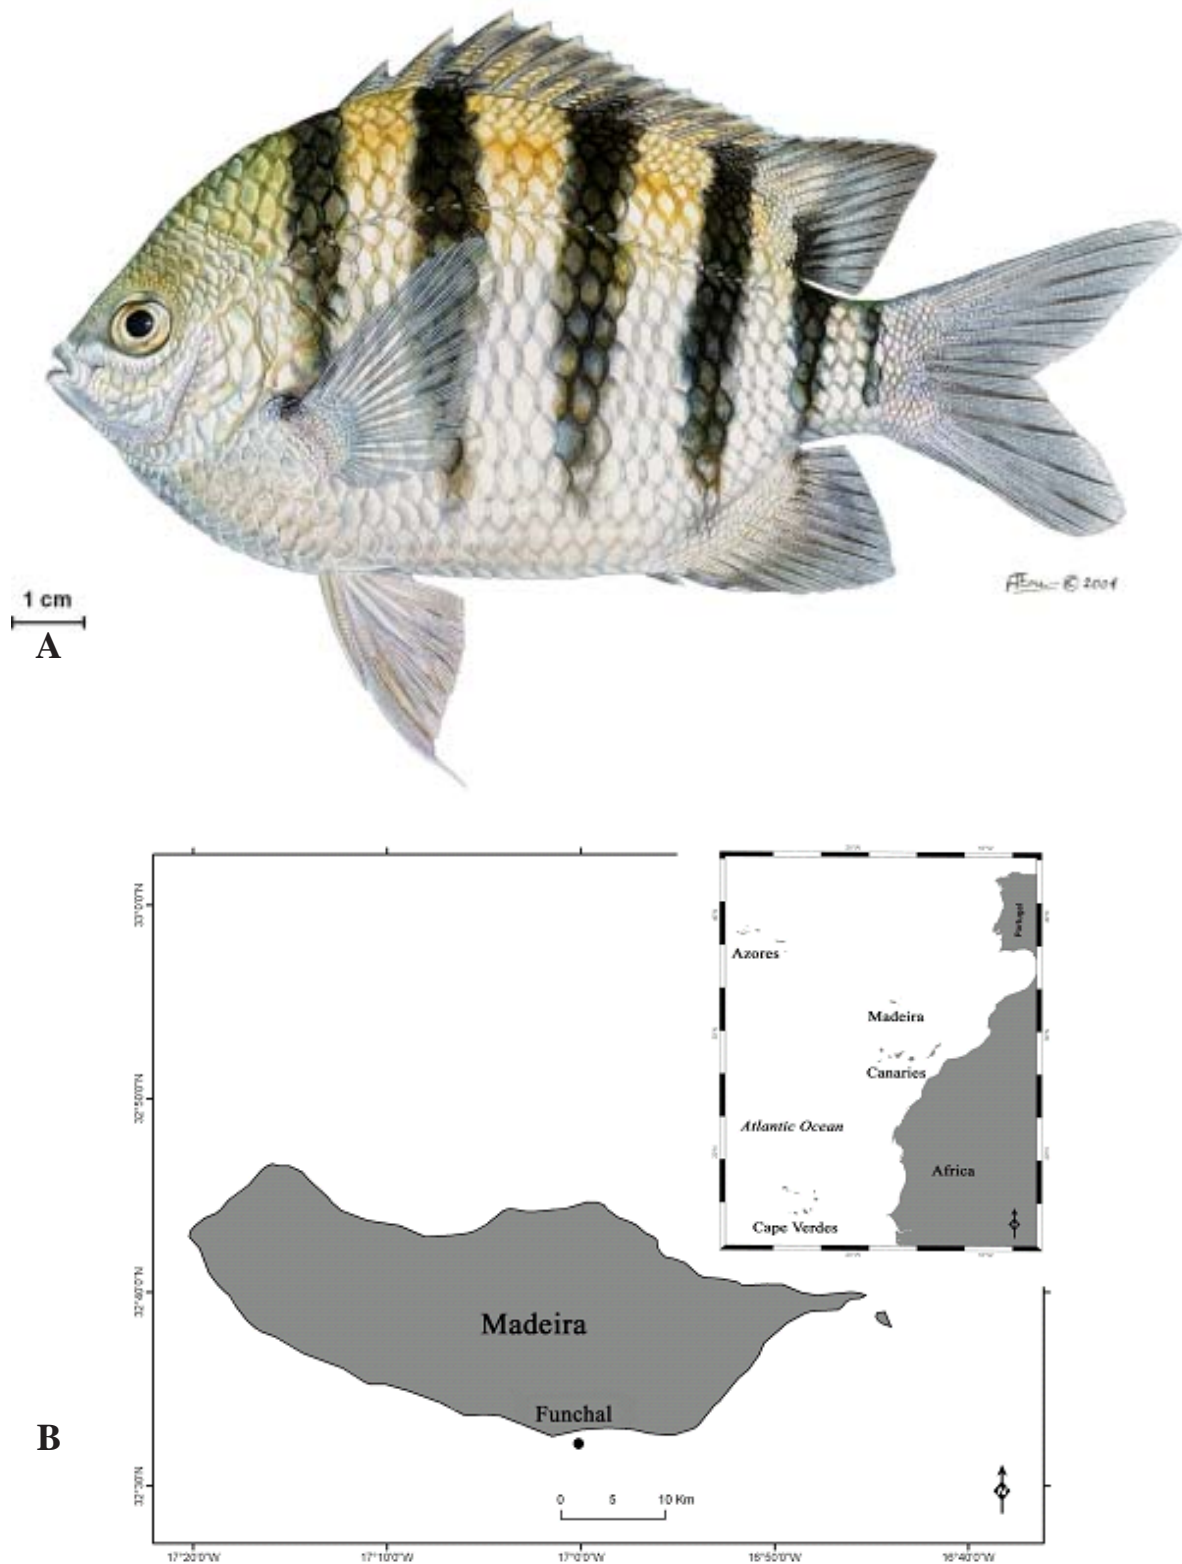 © 2004
1 cm
A
Portugal
Azores
Madeira
Canaries
Atlantic Ocean
Africa
Cape Verdes
33°0'0"N
32°50'0"N
32°40'0"N
32°30'0"N
Madeira
Funchal
B
0 5 10 Km
17°20'0"W 17°10'0"W 17°0'0"W 16°50'0"W 16°40'0"W